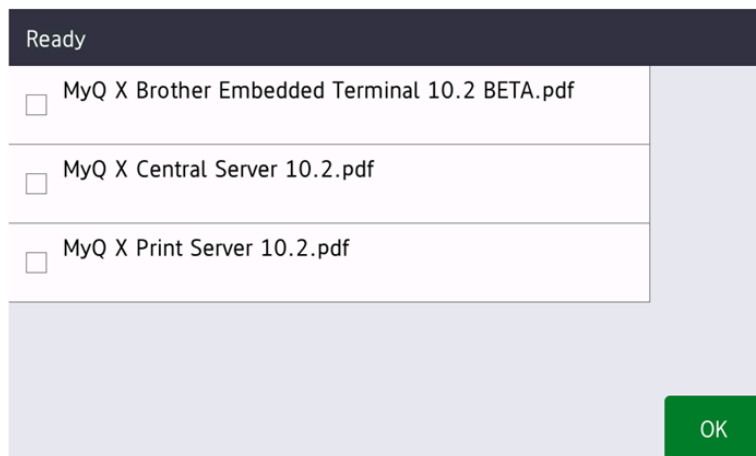 Ready
MyQ X Brother Embedded Terminal 10.2 BETA.pdf
MyQ X Central Server 10.2.pdf
MyQ X Print Server 10.2.pdf
OK